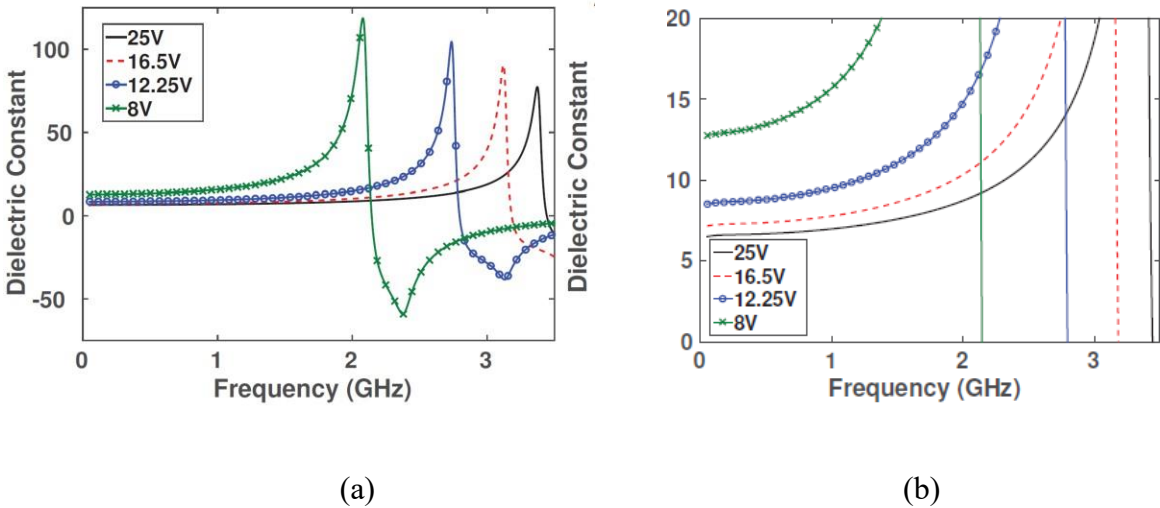 Dielectric Constant
100
50
0
-50
25V
16.5V
12.25V
8V
0
1
2
3
Frequency (GHz)
(a)
Dielectric Constant
20
15
10
5
0
25V
16.5V
12.25V
8V
0
1
2
3
Frequency (GHz)
(b)